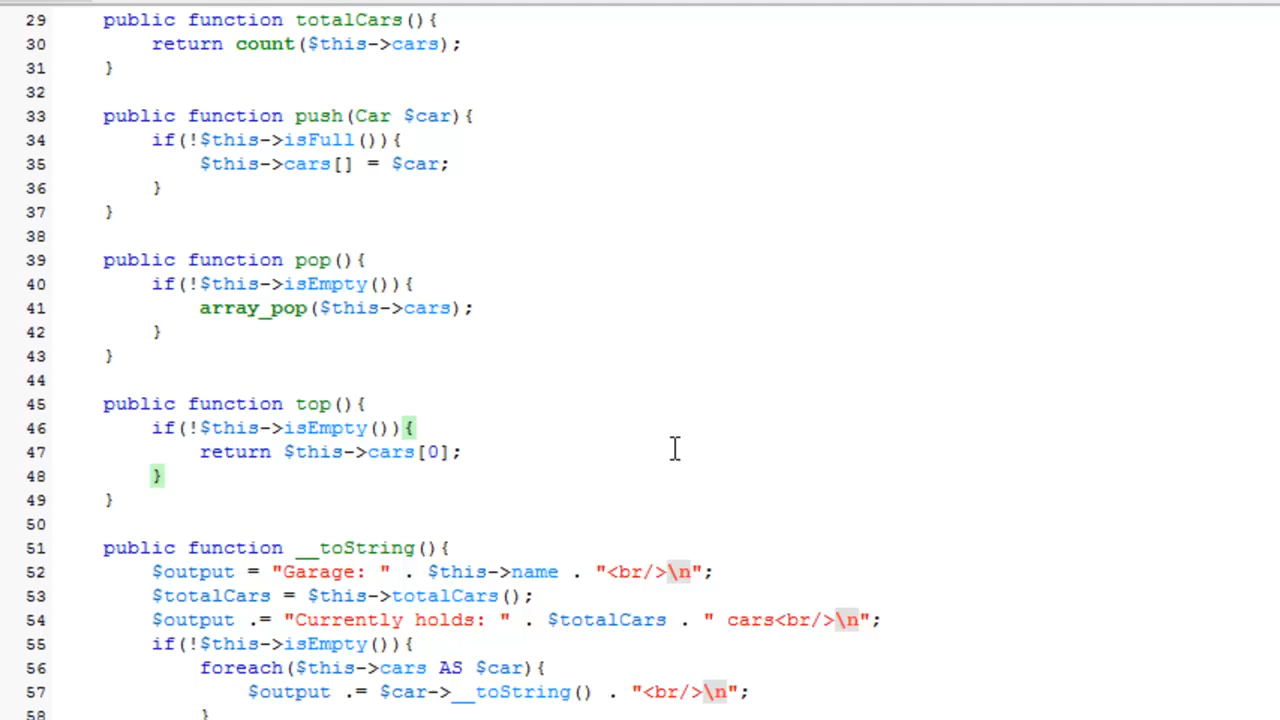 29 public function totalCars(){
30 return count($this->cars);
31 }
32
33 public function push(Car $car){
34 if(!$this->isFull()){
35 $this->cars[] = $car;
36 }
37 }
38
39 public function pop(){
40 if(!$this->isEmpty()){
41 array_pop($this->cars);
42 }
43 }
44
45 public function top(){
46 if(!$this->isEmpty()){
47 return $this->cars[0];
48 }
49 }
50
51 public function __toString(){
52 $output = "Garage: " . $this->name . "<br/>\n";
53 $totalCars = $this->totalCars();
54 $output .= "Currently holds: " . $totalCars . " cars<br/>\n";
55 if(!$this->isEmpty()){
56 foreach($this->cars AS $car){
57 $output .= $car->__toString() . "<br/>\n";
58 }